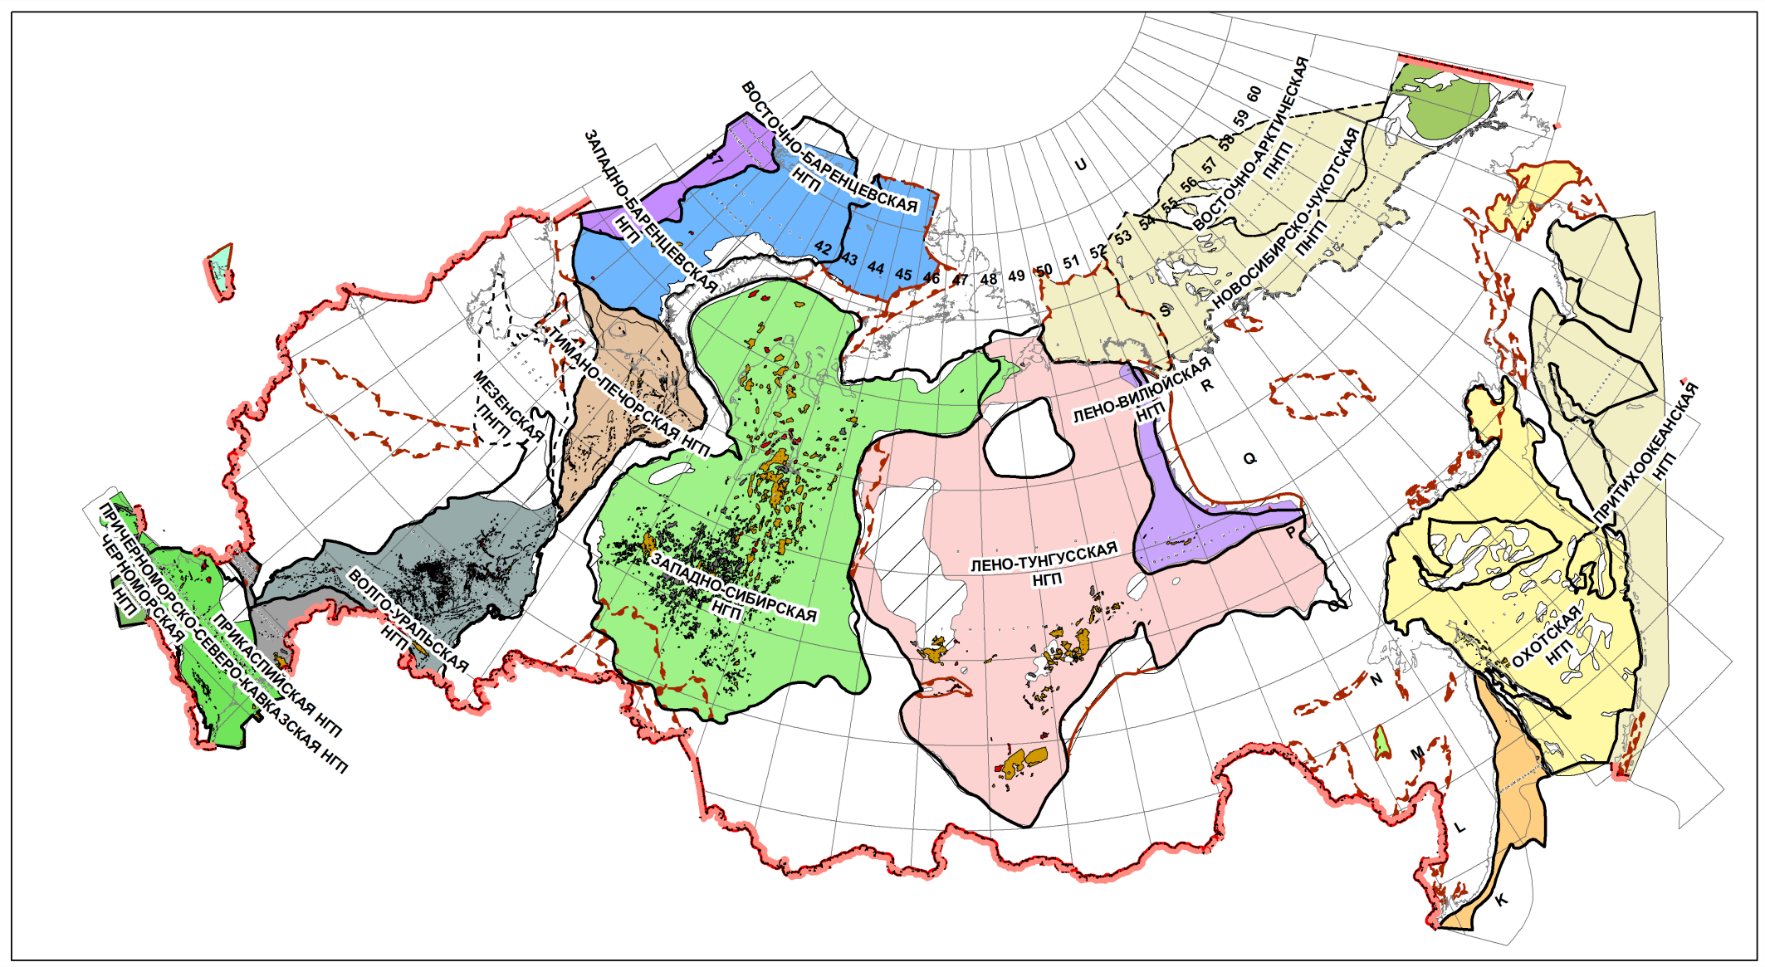 ВОСТОЧНО-БАРЕНЦЕВСКАЯ
НГП
ЗАПАДНО-БАРЕНЦЕВСКАЯ
НГП
37
ВОСТОЧНО-АРКТИЧЕСКАЯ
ПНГП
НОВОСИБИРСКО-ЧУКОТСКАЯ
ПНГП
42
43
44
45
46
47
48
49
50
51
52
53
54
55
56
57
58
59
60
U
S
R
Q
P
O
N
M
L
K
ТИМАНО-ПЕЧОРСКАЯ НГП
МЕЗЕНСКАЯ
ПНГП
ЛЕНО-ВИЛЮЙСКАЯ
НГП
ПРИТИХООКЕАНСКАЯ
НГП
ЛЕНО-ТУНГУССКАЯ
НГП
ЗАПАДНО-СИБИРСКАЯ
НГП
ВОЛГО-УРАЛЬСКАЯ
НГП
ОХОТСКАЯ
НГП
ПРИКАСПИЙСКАЯ НГП
ПРИЧЕРНОМОРСКО-СЕВЕРО-КАВКАЗСКАЯ НГП
ЧЕРНОМОРСКАЯ
НГП